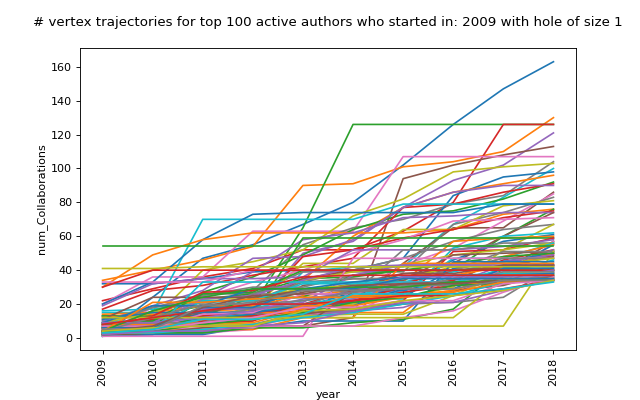 # vertex trajectories for top 100 active authors who started in: 2009 with hole of size 1
160
140
120
100
80
60
40
20
0
num_Collaborations
2009 2010 2011 2012 2013 2014 2015 2016 2017 2018
year